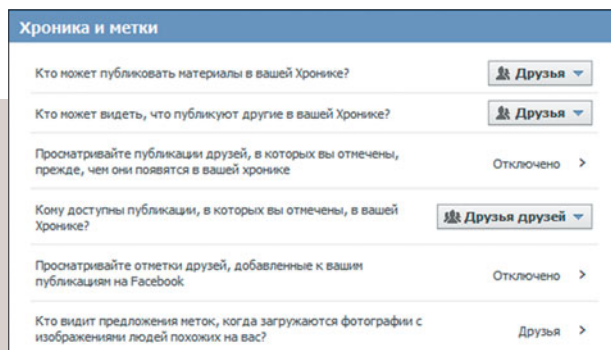 Хроника и метки
Кто может публиковать материалы в вашей Хронике?
Друзья
Кто может видеть, что публикуют другие в вашей Хронике?
Друзья
Просматривайте публикации друзей, в которых вы отмечены,
прежде, чем они появятся в вашей хронике
Отключено
Кому доступны публикации, в которых вы отмечены, в вашей
Хронике?
Друзья друзей
Просматривайте отметки друзей, добавленные к вашим
публикациям на Facebook
Отключено
Кто видит предложения меток, когда загружаются фотографии с
изображениями людей похожих на вас?
Друзья